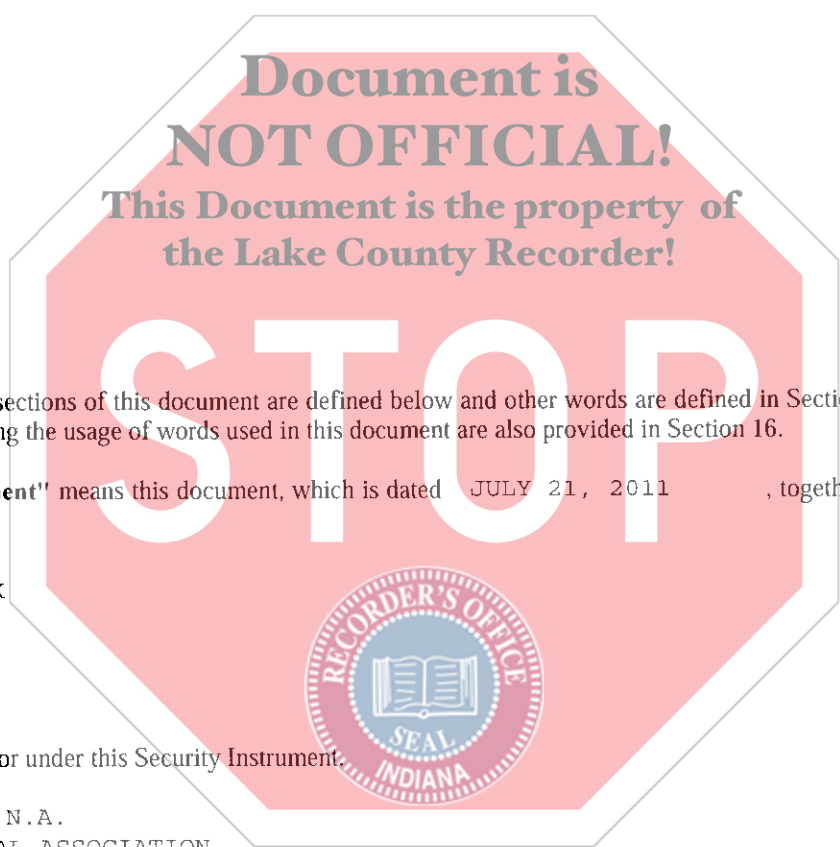 Document is
NOT OFFICIAL!
This Document is the property of
the Lake County Recorder!
STOP
sections of this document are defined below and other words are defined in Secti
ng the usage of words used in this document are also provided in Section 16.
ent" means this document, which is dated JULY 21, 2011 , togeth
or under this Security Instrument.
RECORDER'S OFFICE
SEAL
INDIANA
N.A.
AL ASSOCIATION